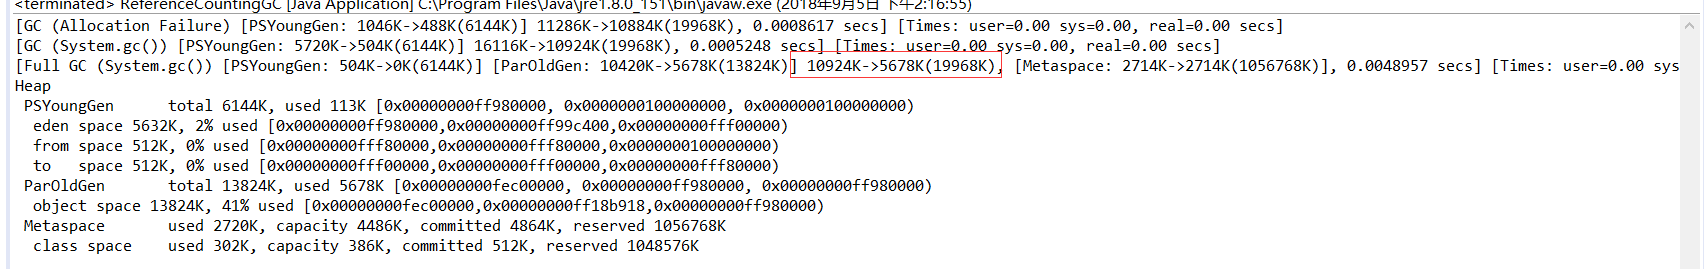 <terminated> ReferenceCountingGC [Java Application] C:\Program Files\Java\jre1.8.0_151\bin\javaw.exe (2018年9月5日 下午2:16:55)
[GC (Allocation Failure) [PSYoungGen: 1046K->488K(6144K)] 11286K->10884K(19968K), 0.0008617 secs] [Times: user=0.00 sys=0.00, real=0.00 secs]
[GC (System.gc()) [PSYoungGen: 5720K->504K(6144K)] 16116K->10924K(19968K), 0.0005248 secs] [Times: user=0.00 sys=0.00, real=0.00 secs]
[Full GC (System.gc()) [PSYoungGen: 504K->0K(6144K)] [ParOldGen: 10420K->5678K(13824K)] 10924K->5678K(19968K), [Metaspace: 2714K->2714K(1056768K)], 0.0048957 secs] [Times: user=0.00 sys
Heap
PSYoungGen total 6144K, used 113K [0x00000000ff980000, 0x0000000100000000, 0x0000000100000000)
eden space 5632K, 2% used [0x00000000ff980000,0x00000000ff99c400,0x00000000fff00000)
from space 512K, 0% used [0x00000000fff80000,0x00000000fff80000,0x0000000100000000)
to space 512K, 0% used [0x00000000fff00000,0x00000000fff00000,0x00000000fff80000)
ParOldGen total 13824K, used 5678K [0x00000000fec00000, 0x00000000ff980000, 0x00000000ff980000)
object space 13824K, 41% used [0x00000000fec00000,0x00000000ff18b918,0x00000000ff980000)
Metaspace used 2720K, capacity 4486K, committed 4864K, reserved 1056768K
class space used 302K, capacity 386K, committed 512K, reserved 1048576K